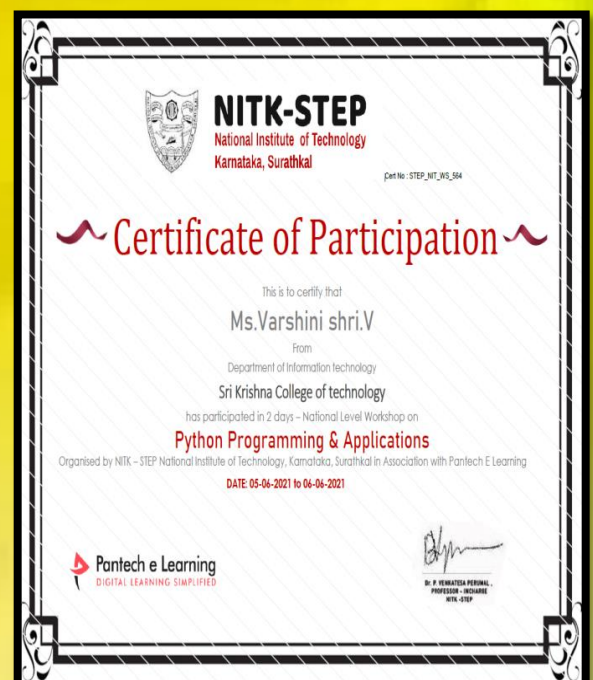 NITK-STEP
National Institute of Technology
Karnataka, Surathkal
Cert No : STEP_NIT_WS_564
Certificate of Participation
This is to certify that
Ms.Varshini shri.V
From
Department of Information technology
Sri Krishna College of technology
has participated in 2 days – National Level Workshop on
Python Programming & Applications
Organised by NITK – STEP National Institute of Technology, Karnataka, Surathkal in Association with Pantech E Learning
DATE: 05-06-2021 to 06-06-2021
Pantech e Learning
DIGITAL LEARNING SIMPLIFIED
Dr. P. VENKATESA PERUMAL ,
PROFESSOR - INCHARGE
NITK -STEP